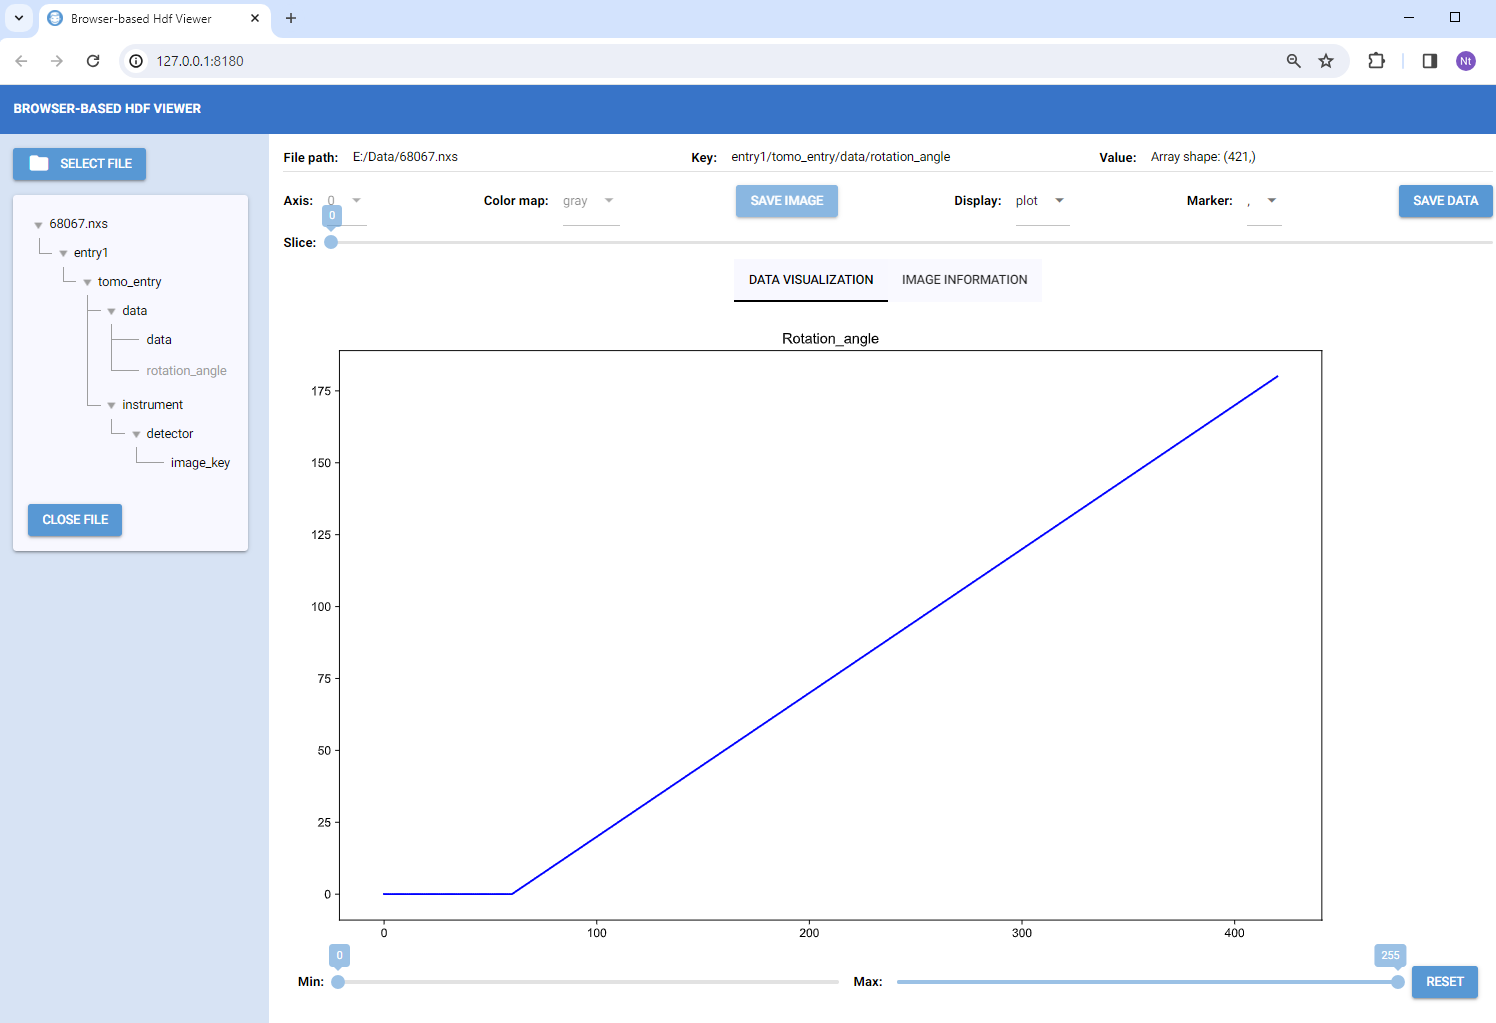 Browser-based Hdf Viewer
127.0.0.1:8180
Nt
BROWSER-BASED HDF VIEWER
SELECT FILE
68067.nxs
entry1
tomo_entry
data
data
rotation_angle
instrument
detector
image_key
CLOSE FILE
File path: E:/Data/68067.nxs Key: entry1/tomo_entry/data/rotation_angle Value: Array shape: (421,)
Axis: 0 Color map: gray SAVE IMAGE Display: plot Marker: , SAVE DATA
0
Slice:
DATA VISUALIZATION IMAGE INFORMATION
Rotation_angle
175
150
125
100
75
50
25
0
0 100 200 300 400
0 255
Min: Max: RESET